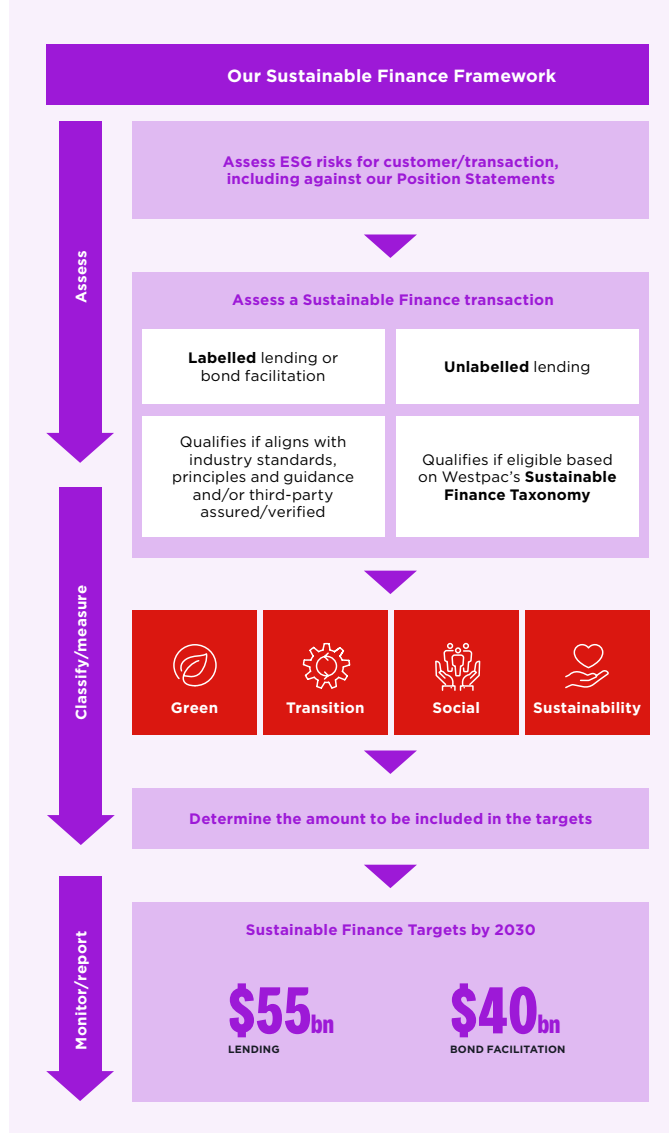 Our Sustainable Finance Framework
Assess
Assess ESG risks for customer/transaction,
including against our Position Statements
Assess a Sustainable Finance transaction
Labelled lending or
bond facilitation
Unlabelled lending
Qualifies if aligns with
industry standards,
principles and guidance
and/or third-party
assured/verified
Qualifies if eligible based
on Westpac's Sustainable
Finance Taxonomy
Classify/measure
Green
Transition
Social
Sustainability
Determine the amount to be included in the targets
Monitor/report
Sustainable Finance Targets by 2030
$55bn
LENDING
$40bn
BOND FACILITATION